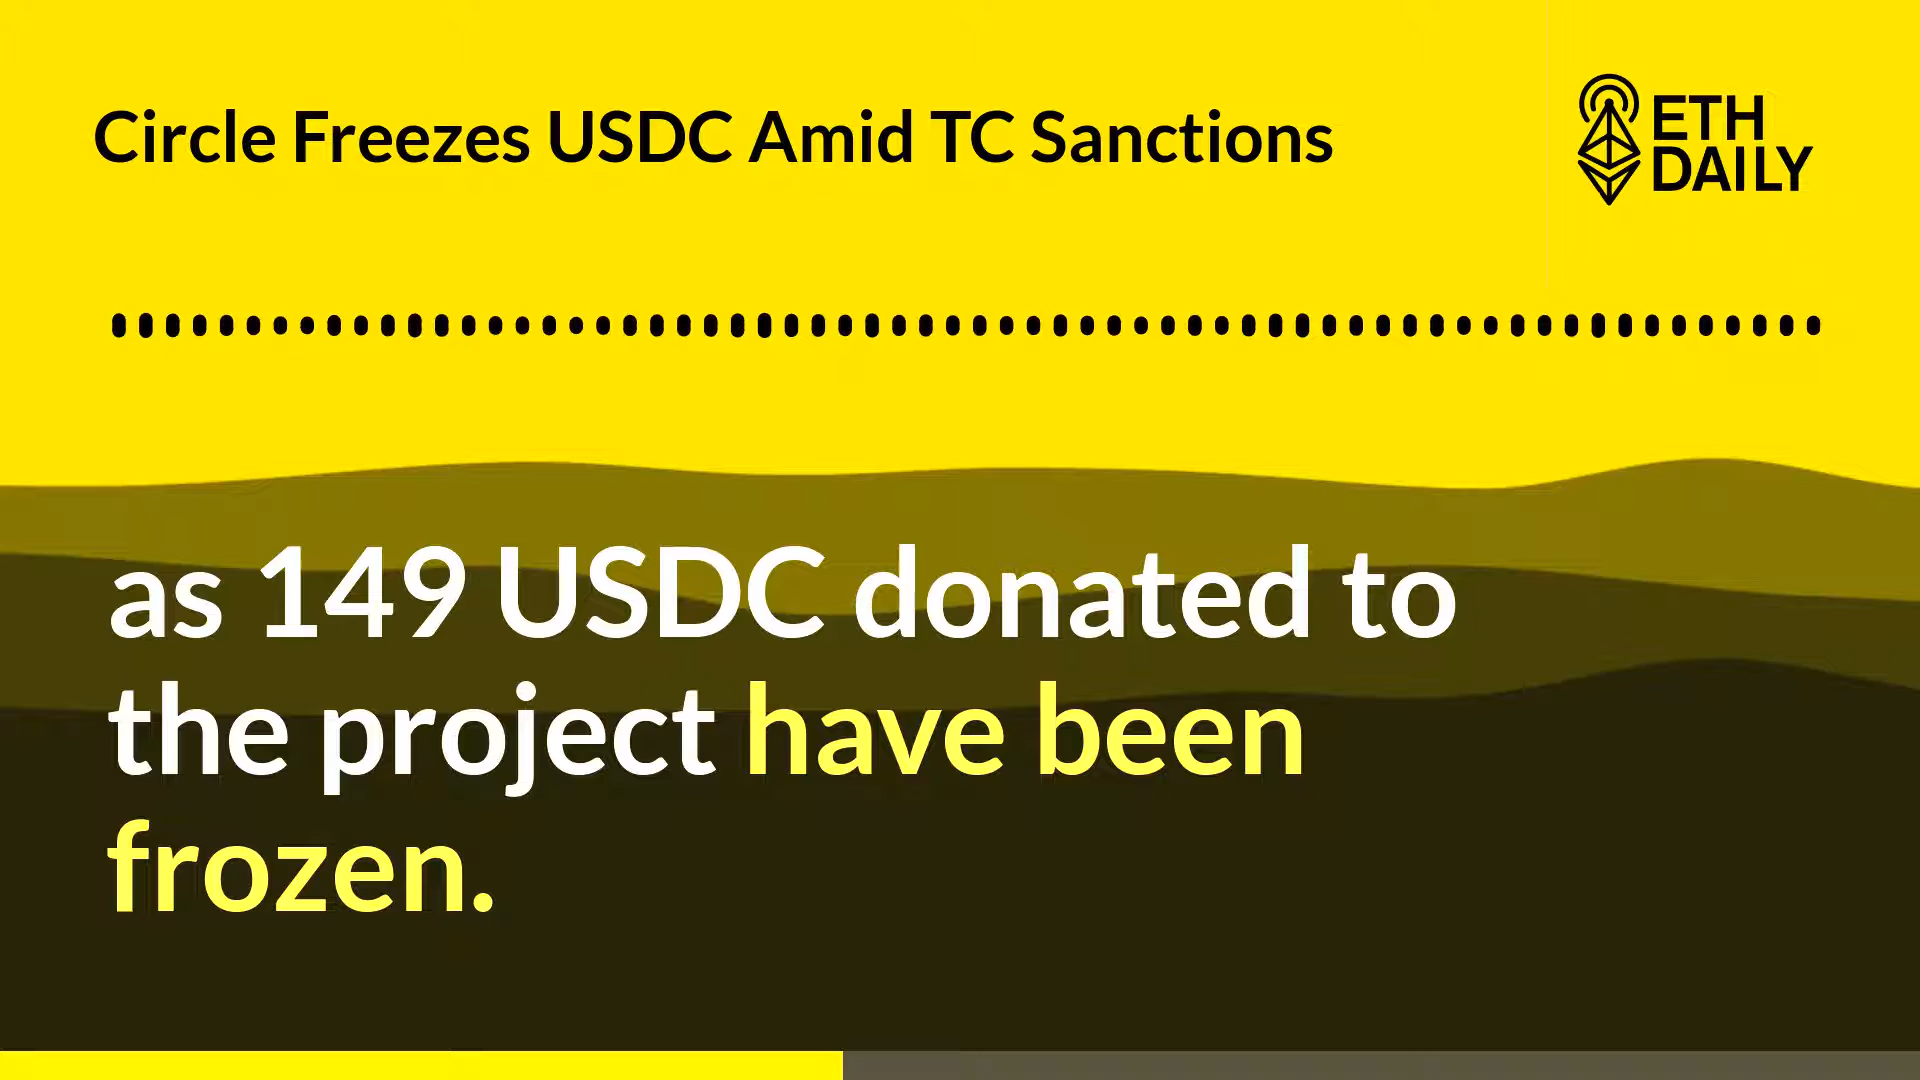 Circle Freezes USDC Amid TC Sanctions
ETH
DAILY
as 149 USDC donated to
the project have been
frozen.